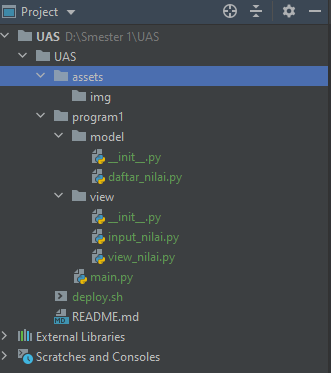 Project
UAS D:\Smester 1\UAS
UAS
assets
img
program1
model
__init__.py
daftar_nilai.py
view
__init__.py
input_nilai.py
view_nilai.py
main.py
deploy.sh
MD README.md
External Libraries
Scratches and Consoles